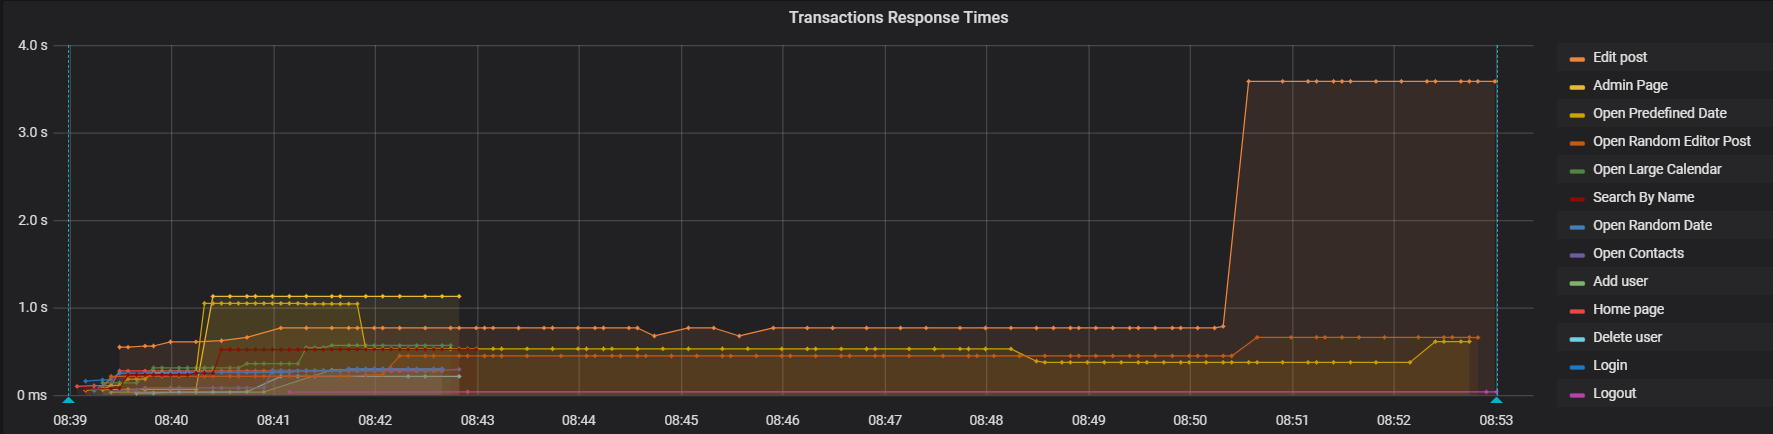 Transactions Response Times
4.0 s
3.0 s
2.0 s
1.0 s
0 ms
08:39 08:40 08:41 08:42 08:43 08:44 08:45 08:46 08:47 08:48 08:49 08:50 08:51 08:52 08:53
Edit post
Admin Page
Open Predefined Date
Open Random Editor Post
Open Large Calendar
Search By Name
Open Random Date
Open Contacts
Add user
Home page
Delete user
Login
Logout